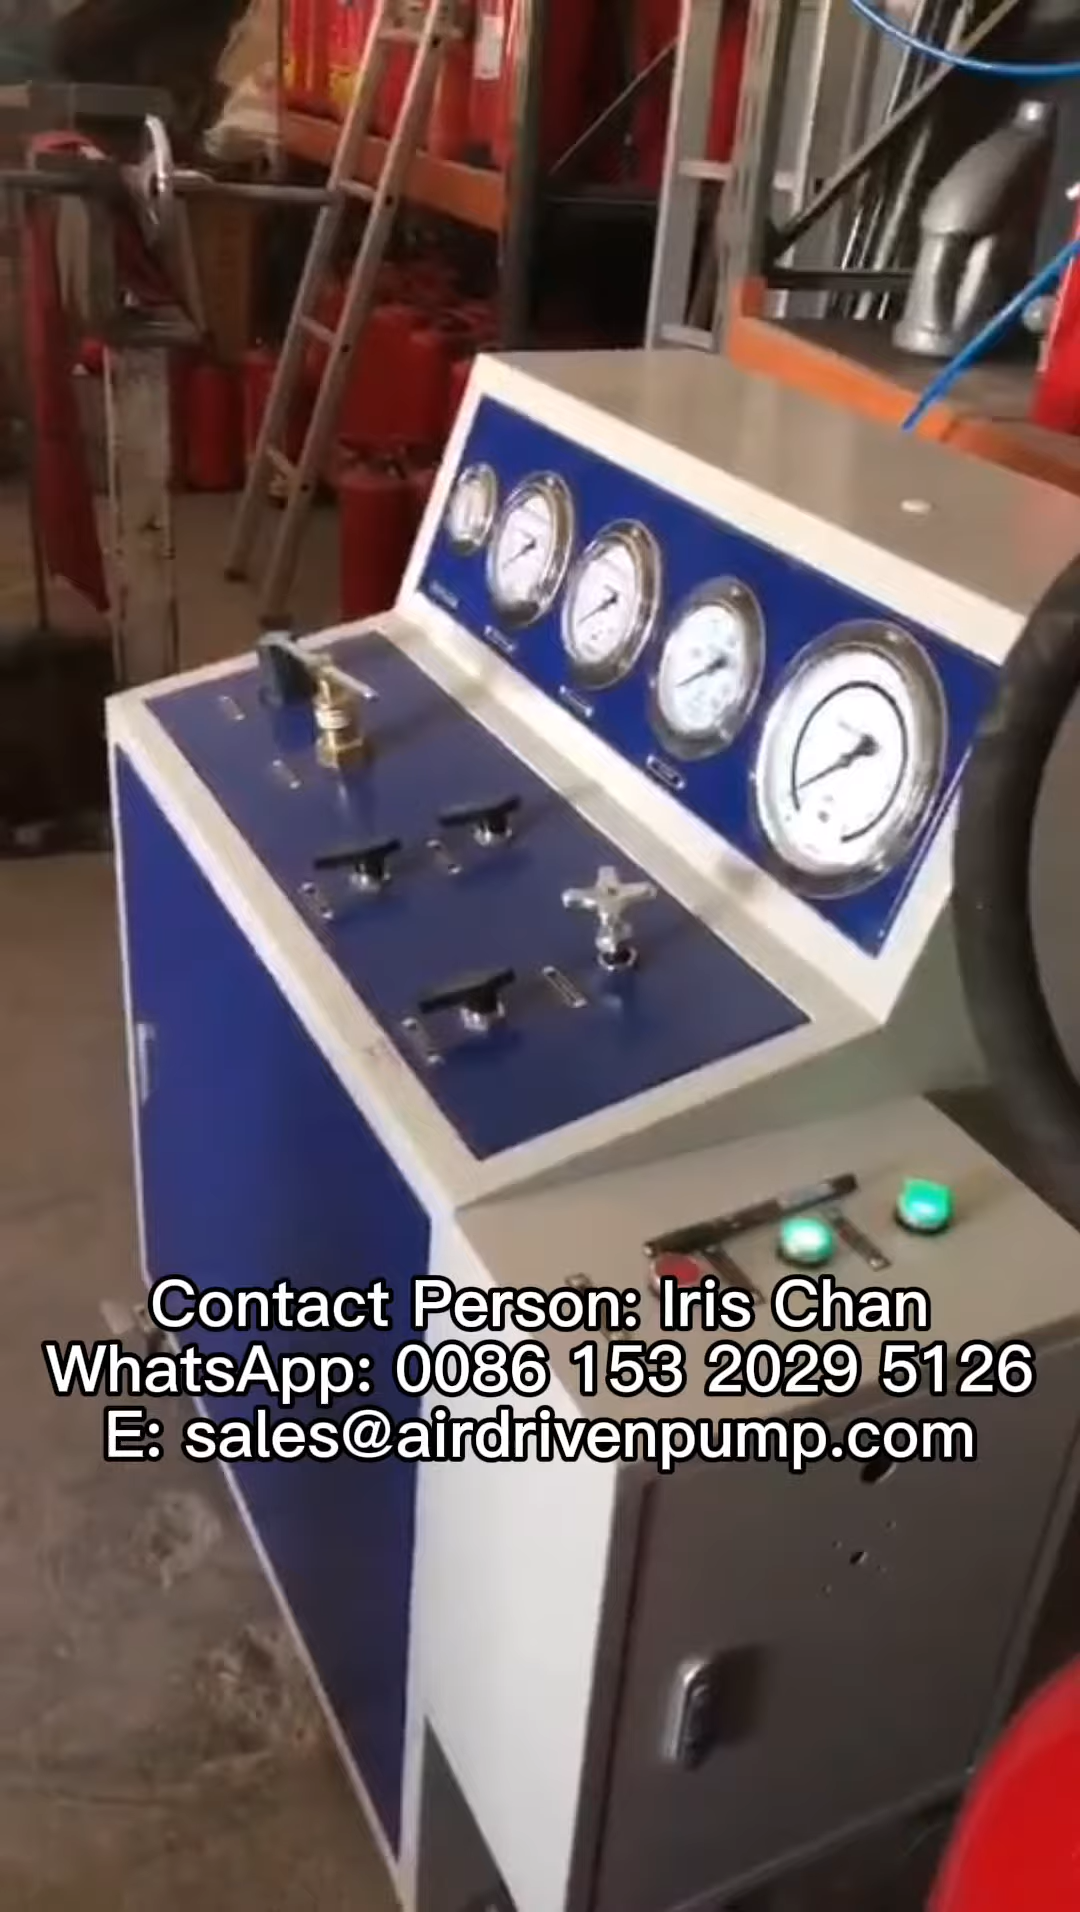 Contact Person: Iris Chan
WhatsApp: 0086 153 2029 5126
E: sales@airdrivenpump.com